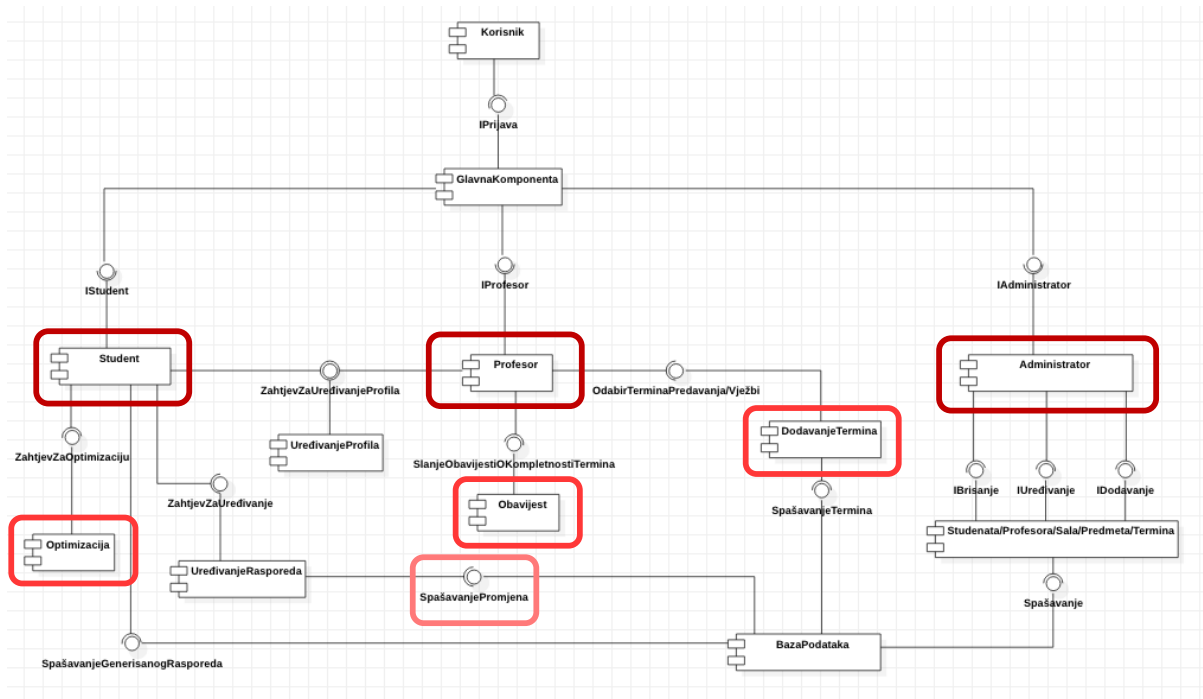 Korisnik
IPrijava
GlavnaKomponenta
IStudent
IProfesor
IAdministrator
Student
Profesor
Administrator
ZahtjevZaUređivanjeProfila
OdabirTerminaPredavanja/Vježbi
DodavanjeTermina
UređivanjeProfila
ZahtjevZaOptimizaciju
SlanjeObavijestiOKompletnostiTermina
IBrisanje
IUređivanje
IDodavanje
ZahtjevZaUređivanje
Obavijest
SpašavanjeTermina
Studenata/Profesora/Sala/Predmeta/Termina
Optimizacija
UređivanjeRasporeda
SpašavanjePromjena
Spašavanje
BazaPodataka
SpašavanjeGenerisanogRasporeda